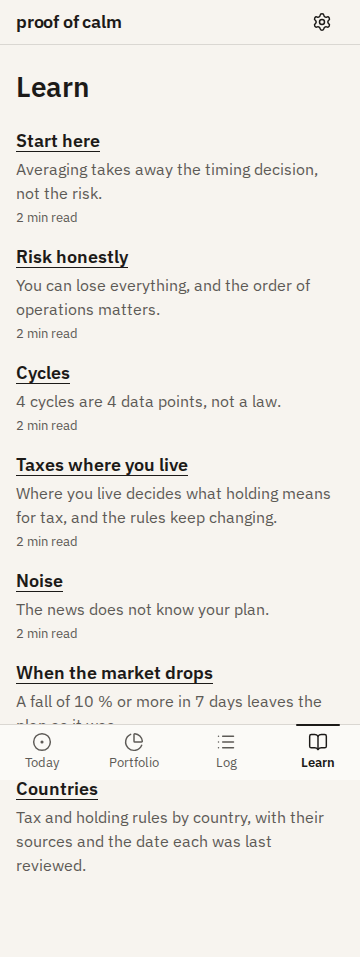 proof of calm
Learn
Start here
Averaging takes away the timing decision,
not the risk.
2 min read
Risk honestly
You can lose everything, and the order of
operations matters.
2 min read
Cycles
4 cycles are 4 data points, not a law.
2 min read
Taxes where you live
Where you live decides what holding means
for tax, and the rules keep changing.
2 min read
Noise
The news does not know your plan.
2 min read
When the market drops
A fall of 10 % or more in 7 days leaves the
plan as it was.
Today Portfolio Log Learn
Countries
Tax and holding rules by country, with their
sources and the date each was last
reviewed.